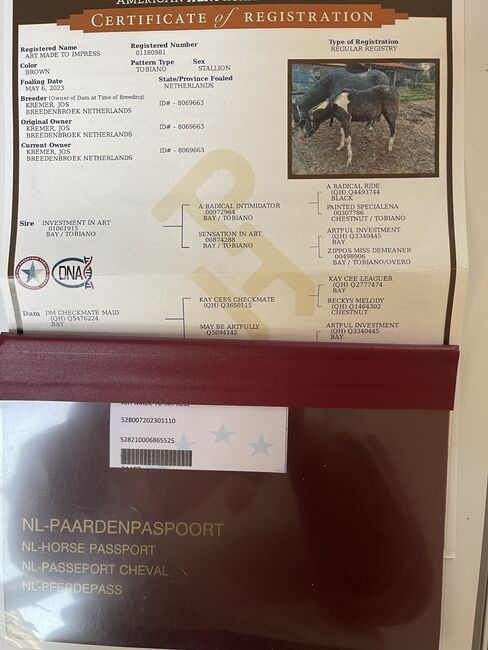 CERTIFICATE of REGISTRATION
Registered Name
ART MADE TO IMPRESS
Registered Number
01180981
Type of Registration
REGULAR REGISTRY
Color
BROWN
Pattern Type
TOBIANO
Sex
STALLION
Foaling Date
MAY 6, 2023
State/Province Foaled
NETHERLANDS
Breeder (Owner of Dam at Time of Breeding)
KREMER, JOS
BREEDENBROEK NETHERLANDS
ID# - 8069663
Original Owner
KREMER, JOS
BREEDENBROEK NETHERLANDS
ID# - 8069663
Current Owner
KREMER, JOS
BREEDENBROEK NETHERLANDS
ID# - 8069663
Sire
INVESTMENT IN ART
01061915
BAY / TOBIANO
A RADICAL INTIMIDATOR
00972964
BAY / TOBIANO
SENSATION IN ART
00874288
BAY / TOBIANO
A RADICAL RIDE
(QH) Q4493744
BLACK
PAINTED SPECIALENA
00307786
CHESTNUT / TOBIANO
ARTFUL INVESTMENT
(QH) Q3340445
BAY
ZIPPOS MISS DEMEANER
00498906
BAY / TOBIANO/OVERO
DNA
Dam
DM CHECKMATE MAID
(QH) Q5476224
BAY
KAY CEES CHECKMATE
(QH) Q3650115
MAY BE ARTFULLY
Q5094142
KAY CEE LEAGUER
(QH) Q2777474
BAY
BECKYS MELODY
(QH) Q1464302
CHESTNUT
ARTFUL INVESTMENT
(QH) Q3340445
BAY
528007202301110
528210006865525
NL-PAARDENPASPOORT
NL-HORSE PASSPORT
NL-PASSEPORT CHEVAL
NL-PFERDEPASS